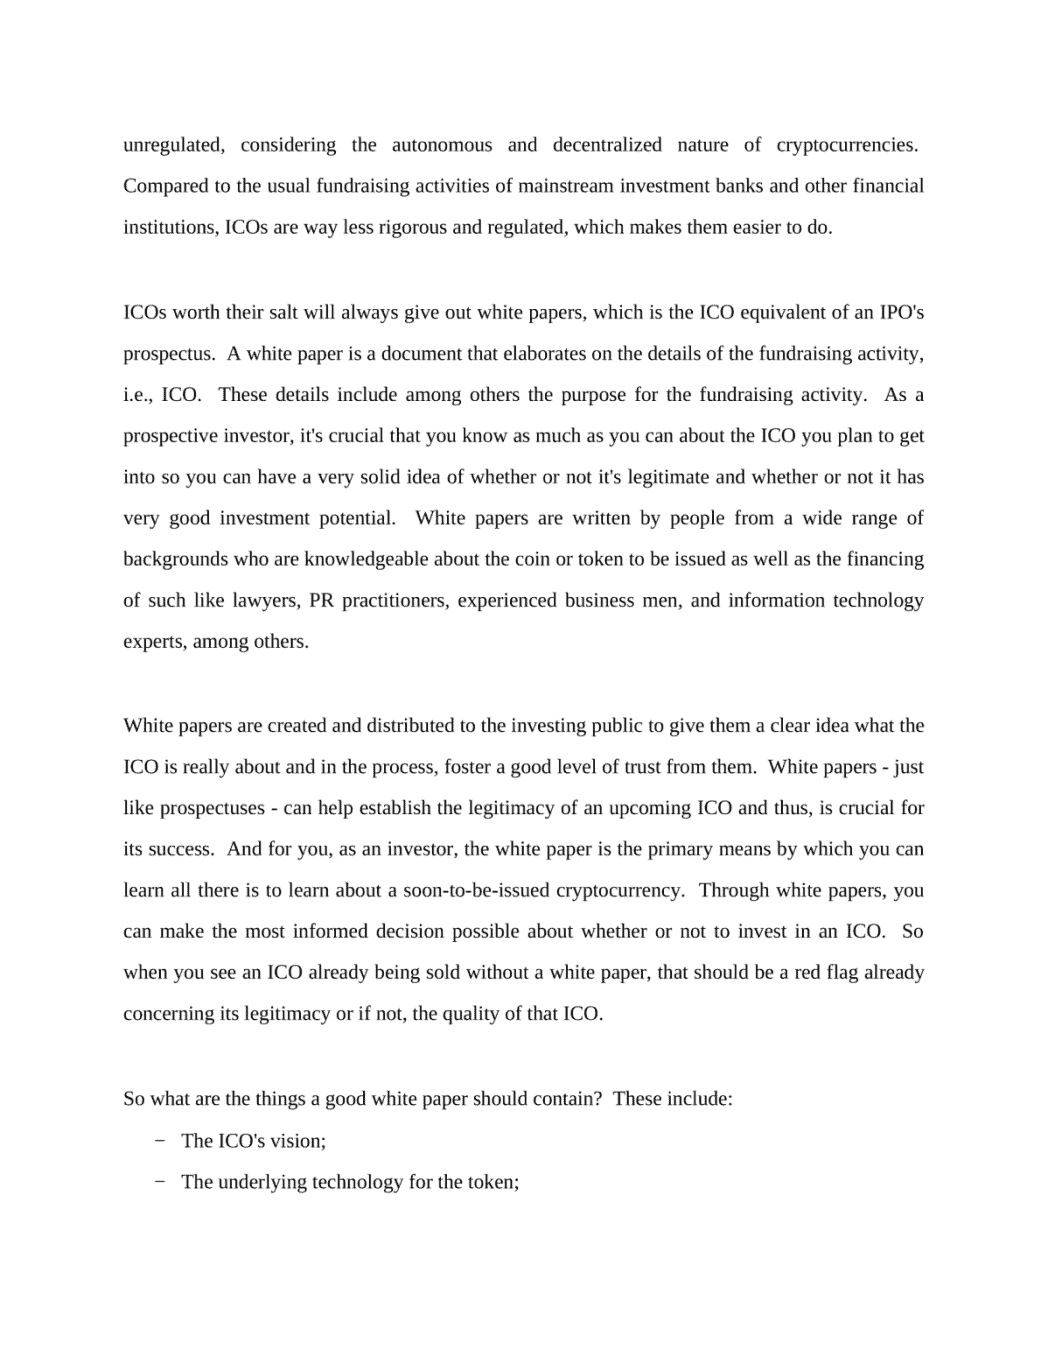 unregulated, considering the autonomous and decentralized nature of cryptocurrencies.
Compared to the usual fundraising activities of mainstream investment banks and other financial
institutions, ICOs are way less rigorous and regulated, which makes them easier to do.
ICOs worth their salt will always give out white papers, which is the ICO equivalent of an IPO's
prospectus.  A white paper is a document that elaborates on the details of the fundraising activity,
i.e., ICO.  These details include among others the purpose for the fundraising activity.  As a
prospective investor, it's crucial that you know as much as you can about the ICO you plan to get
into so you can have a very solid idea of whether or not it's legitimate and whether or not it has
very good investment potential.  White papers are written by people from a wide range of
backgrounds who are knowledgeable about the coin or token to be issued as well as the financing
of such like lawyers, PR practitioners, experienced business men, and information technology
experts, among others.
White papers are created and distributed to the investing public to give them a clear idea what the
ICO is really about and in the process, foster a good level of trust from them.  White papers - just
like prospectuses - can help establish the legitimacy of an upcoming ICO and thus, is crucial for
its success.  And for you, as an investor, the white paper is the primary means by which you can
learn all there is to learn about a soon-to-be-issued cryptocurrency.  Through white papers, you
can make the most informed decision possible about whether or not to invest in an ICO.  So
when you see an ICO already being sold without a white paper, that should be a red flag already
concerning its legitimacy or if not, the quality of that ICO.
So what are the things a good white paper should contain?  These include:
− The ICO's vision;
− The underlying technology for the token;